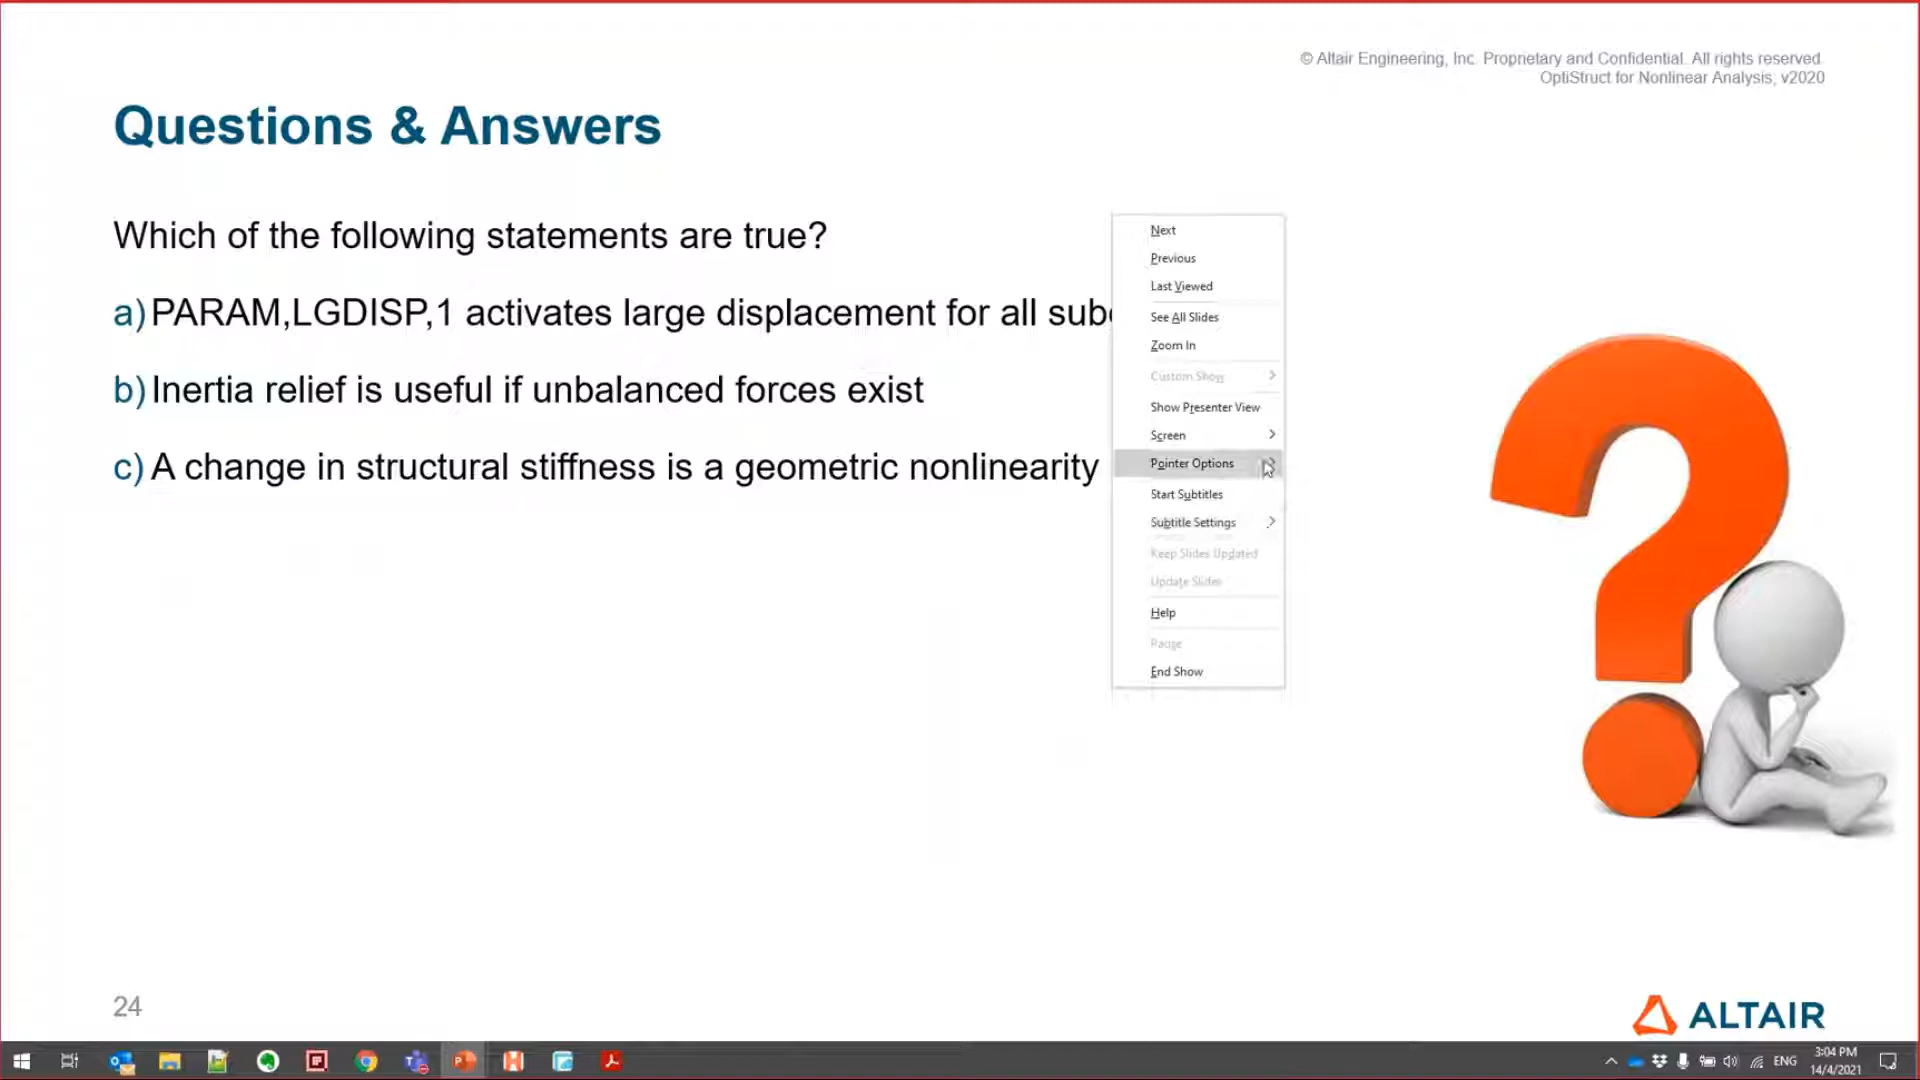 © Altair Engineering, Inc. Proprietary and Confidential. All rights reserved.
OptiStruct for Nonlinear Analysis, v2020
Questions & Answers
Which of the following statements are true?
a) PARAM,LGDISP,1 activates large displacement for all
b) Inertia relief is useful if unbalanced forces exist
c) A change in structural stiffness is a geometric nonlinearity
Next
Previous
Last Viewed
See All Slides
Zoom In
Custom Show
Show Presenter View
Screen
Pointer Options
Start Subtitles
Subtitle Settings
Keep Slides Updated
Update Slides
Help
Range
End Show
24
ALTAIR
ENG
3:04 PM
14/4/2021